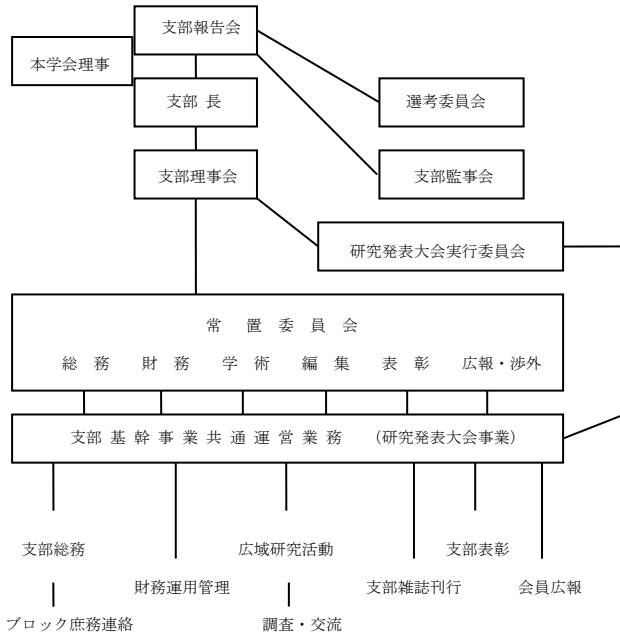 支部報告会
本学会理事
支部 長
選考委員会
支部理事会
支部監事会
研究発表大会実行委員会
常 置 委 員 会
総 務 財 務 学 術 編 集 表 彰 広報・渉外
支部 基 幹 事 業 共 通 運 営 業 務 (研究発表大会事業)
支部総務 広域研究活動 支部表彰
財務運用管理 支部雑誌刊行 会員広報
ブロック庶務連絡 調査・交流